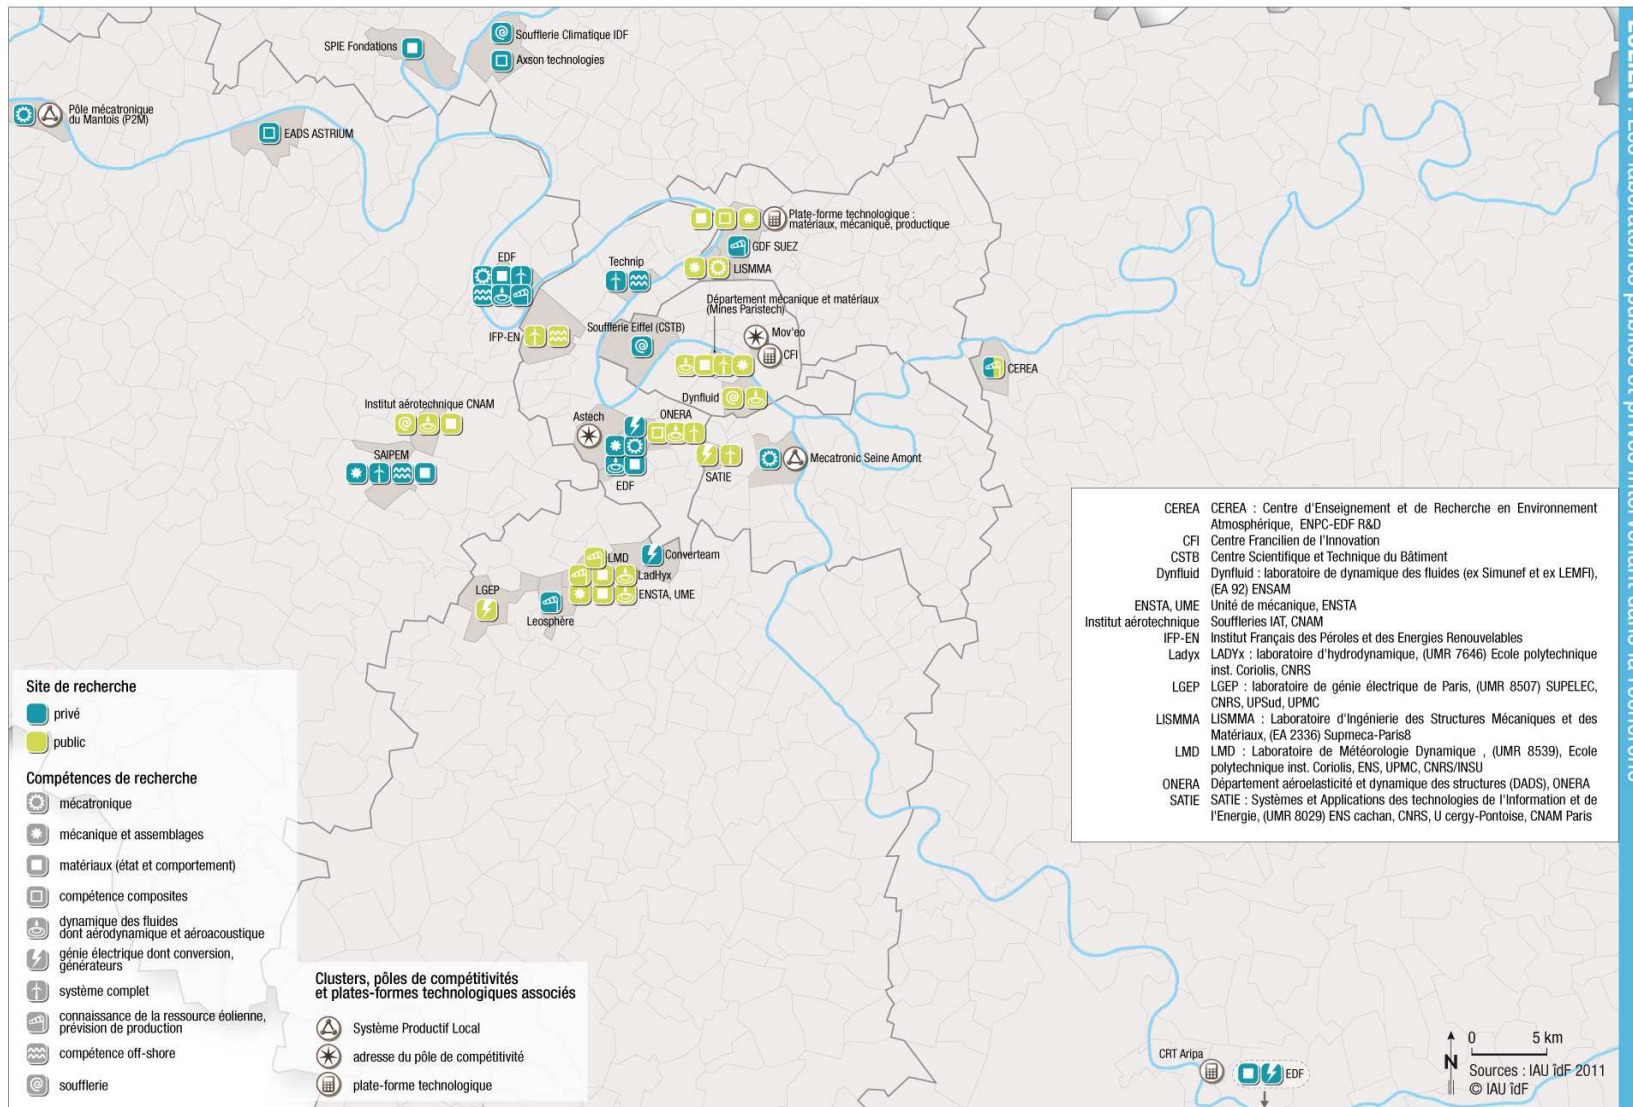 SPIE Fondations
Soufflerie Climatique IDF
Axson technologies
Pôle mécatronique
du Mantois (P2M)
EADS ASTRIUM
Plate-forme technologique :
matériaux, mécanique, productique
GDF SUEZ
EDF
Technip
LISMMA
Département mécanique et matériaux
(Mines Paristech)
Soufflerie Eiffel (CSTB)
Mov'eo
IFP-EN
CFI
CEREA
Dynfluid
Institut aérotechnique CNAM
Astech
ONERA
SAIPEM
Mecatronic Seine Amont
SATIE
EDF
LMD
Converteam
LadHyx
LGEP
ENSTA, UME
Leosphère
CEREA CEREA : Centre d'Enseignement et de Recherche en Environnement
Atmosphérique, ENPC-EDF R&D
CFI Centre Francilien de l'Innovation
CSTB Centre Scientifique et Technique du Bâtiment
Dynfluid Dynfluid : laboratoire de dynamique des fluides (ex Simunef et ex LEMFI),
(EA 92) ENSAM
ENSTA, UME Unité de mécanique, ENSTA
Institut aérotechnique Souffleries IAT, CNAM
IFP-EN Institut Français des Péroles et des Energies Renouvelables
Ladyx LADYx : laboratoire d'hydrodynamique, (UMR 7646) Ecole polytechnique
inst. Coriolis, CNRS
LGEP LGEP : laboratoire de génie électrique de Paris, (UMR 8507) SUPELEC,
CNRS, UPSud, UPMC
LISMMA LISMMA : Laboratoire d'Ingénierie des Structures Mécaniques et des
Matériaux, (EA 2336) Supmeca-Paris8
LMD LMD : Laboratoire de Météorologie Dynamique , (UMR 8539), Ecole
polytechnique inst. Coriolis, ENS, UPMC, CNRS/INSU
ONERA Département aéroelasticité et dynamique des structures (DADS), ONERA
SATIE SATIE : Systèmes et Applications des technologies de l'Information et de
l'Energie, (UMR 8029) ENS cachan, CNRS, U cergy-Pontoise, CNAM Paris
Site de recherche
privé
public
Compétences de recherche
mécatronique
mécanique et assemblages
matériaux (état et comportement)
compétence composites
dynamique des fluides
dont aérodynamique et aéroacoustique
génie électrique dont conversion,
générateurs
système complet
connaissance de la ressource éolienne,
prévision de production
compétence off-shore
soufflerie
Clusters, pôles de compétitivités
et plates-formes technologiques associés
Système Productif Local
adresse du pôle de compétitivité
plate-forme technologique
CRT Aripa
EDF
N
0 5 km
Sources : IAU îdF 2011
© IAU îdF